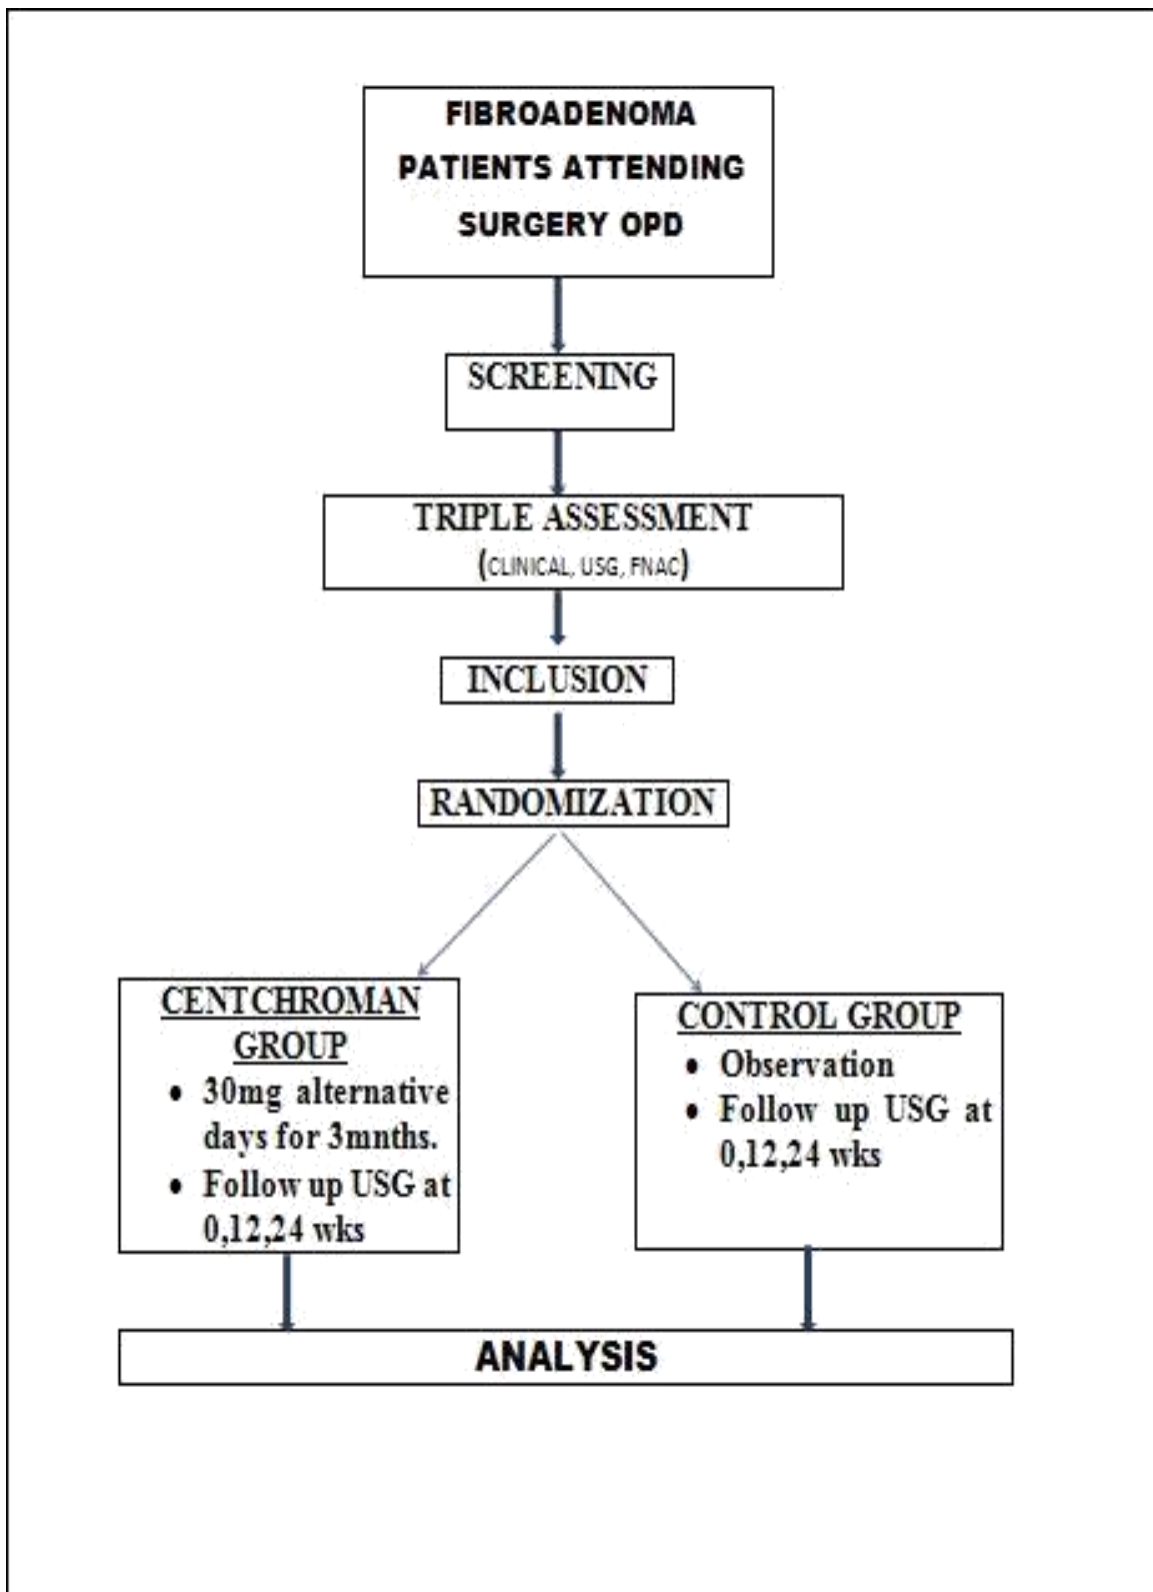 FIBROADENOMA
PATIENTS ATTENDING
SURGERY OPD
SCREENING
TRIPLE ASSESSMENT
(CLINICAL, USG, FNAC)
INCLUSION
RANDOMIZATION
CENTCHROMAN
GROUP
• 30mg alternative
days for 3mnths.
• Follow up USG at
0,12,24 wks
CONTROL GROUP
• Observation
• Follow up USG at
0,12,24 wks
ANALYSIS